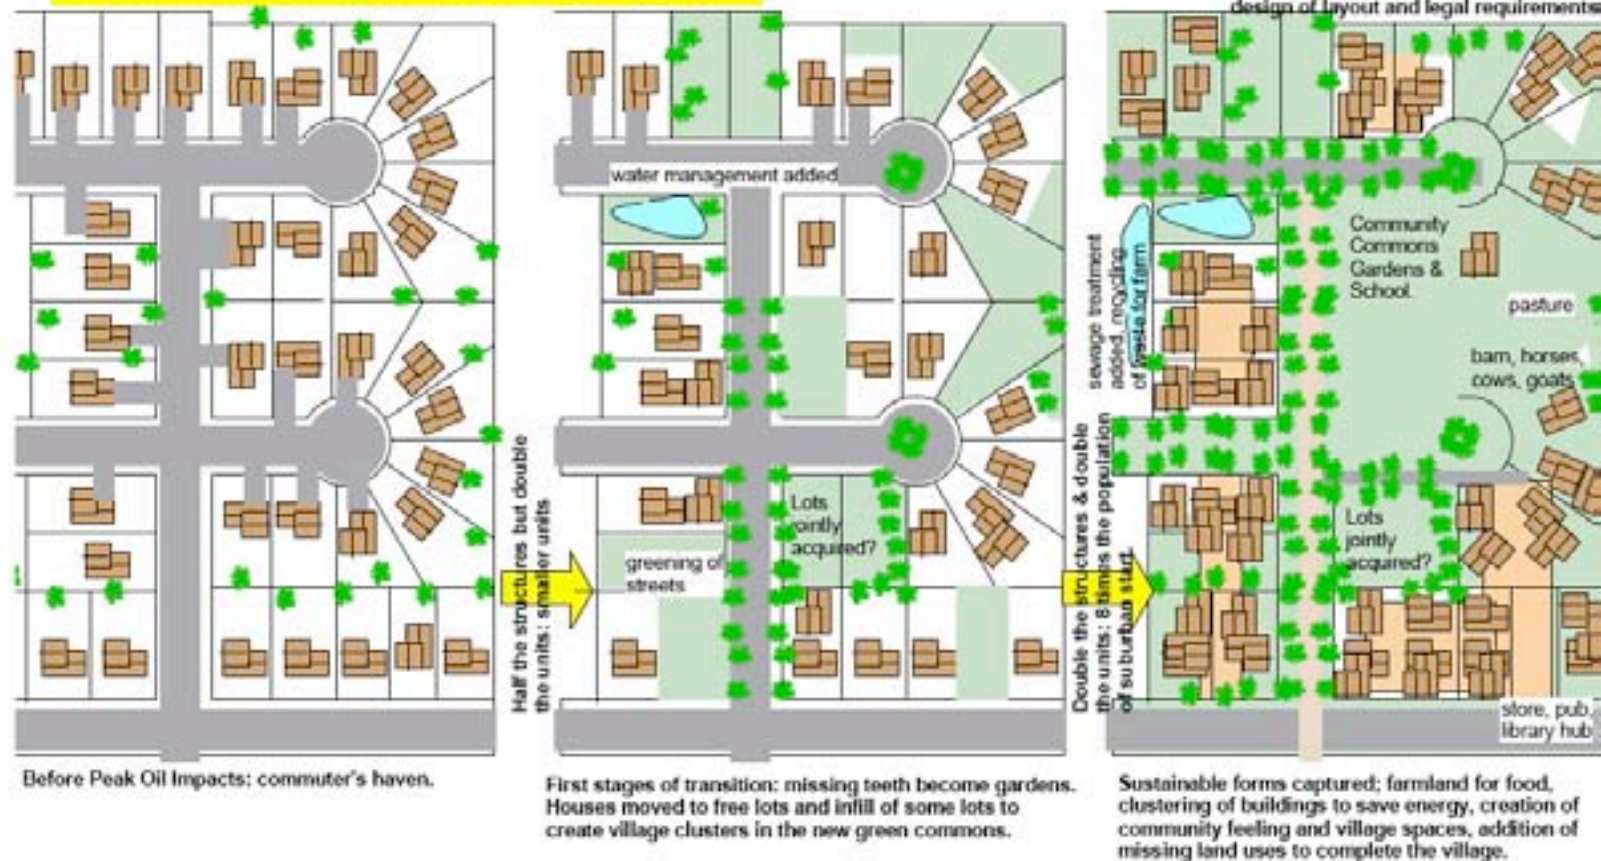 design of layout and legal requirements
water management added
Community
Commons
Gardens &
School
pasture
barn, horses,
cows, goats
sewage treatment
added, recycling
of waste for farm
Half the structures but double
the units: smaller units
Lots
jointly
acquired?
greening of
streets
Double the structures & double
the units: 8 times the population
of suburban start.
Lots
jointly
acquired?
store, pub,
library hub
Before Peak Oil Impacts: commuter's haven.
First stages of transition: missing teeth become gardens.
Houses moved to free lots and infill of some lots to
create village clusters in the new green commons.
Sustainable forms captured; farmland for food,
clustering of buildings to save energy, creation of
community feeling and village spaces, addition of
missing land uses to complete the village.